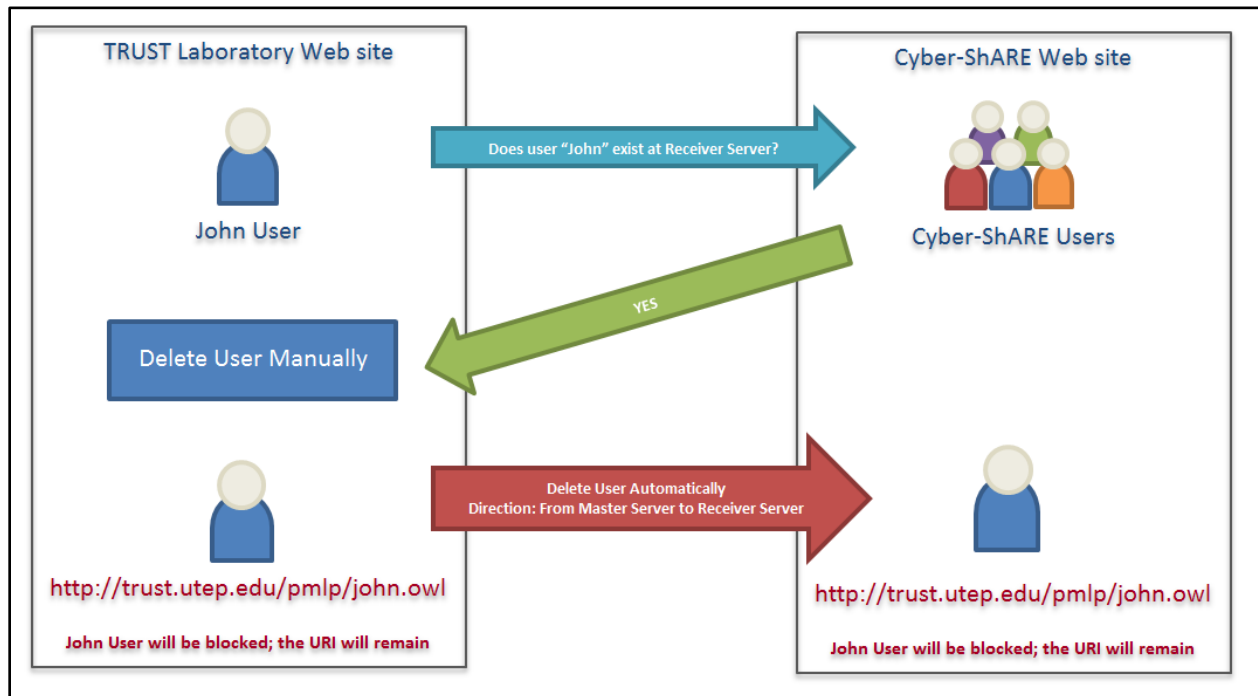 TRUST Laboratory Web site
Cyber-ShARE Web site
Does user “John” exist at Receiver Server?
John User
Cyber-ShARE Users
YES
Delete User Manually
Delete User Automatically
Direction: From Master Server to Receiver Server
http://trust.utep.edu/pmlp/john.owl
http://trust.utep.edu/pmlp/john.owl
John User will be blocked; the URI will remain
John User will be blocked; the URI will remain